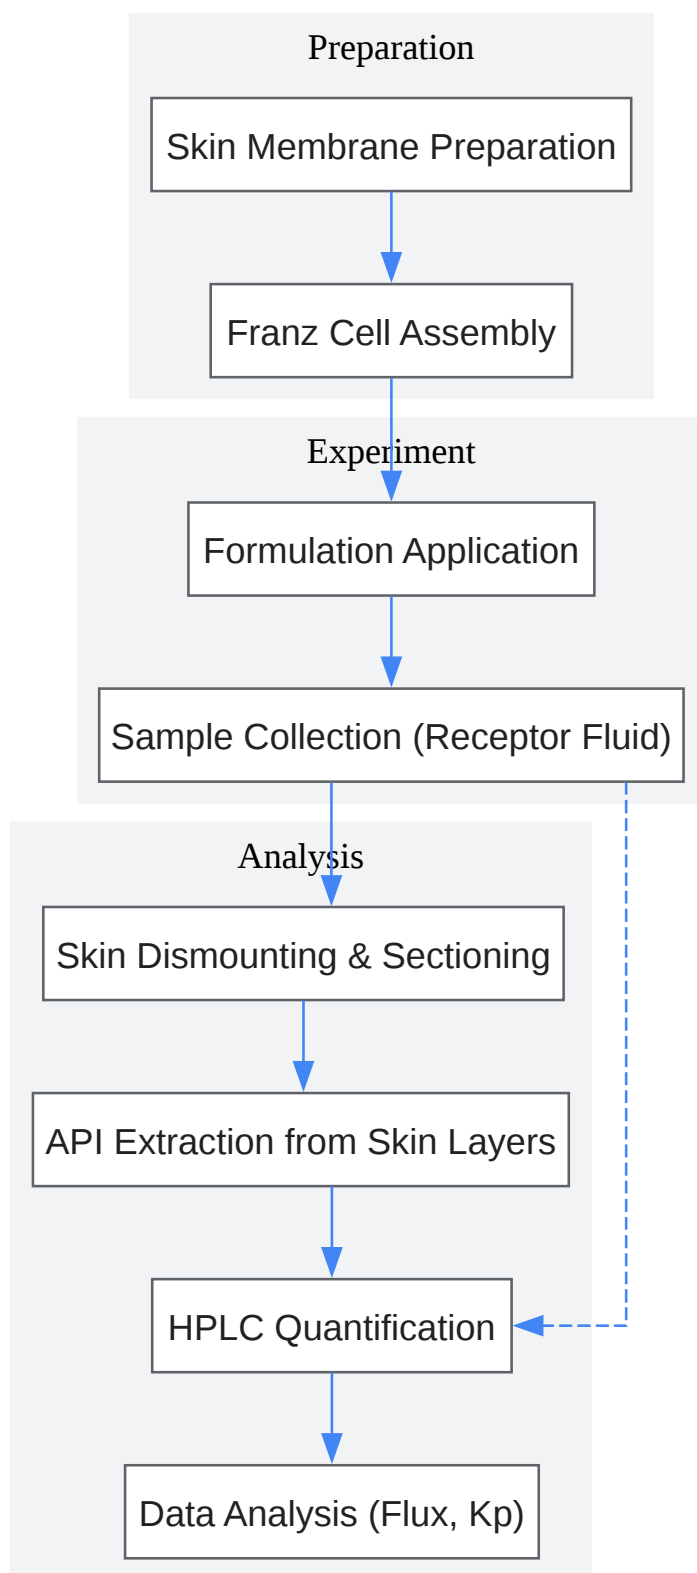 Preparation
Skin Membrane Preparation
Franz Cell Assembly
Experiment
Formulation Application
Sample Collection (Receptor Fluid)
Analysis
Skin Dismounting & Sectioning
API Extraction from Skin Layers
HPLC Quantification
Data Analysis (Flux, Kp)